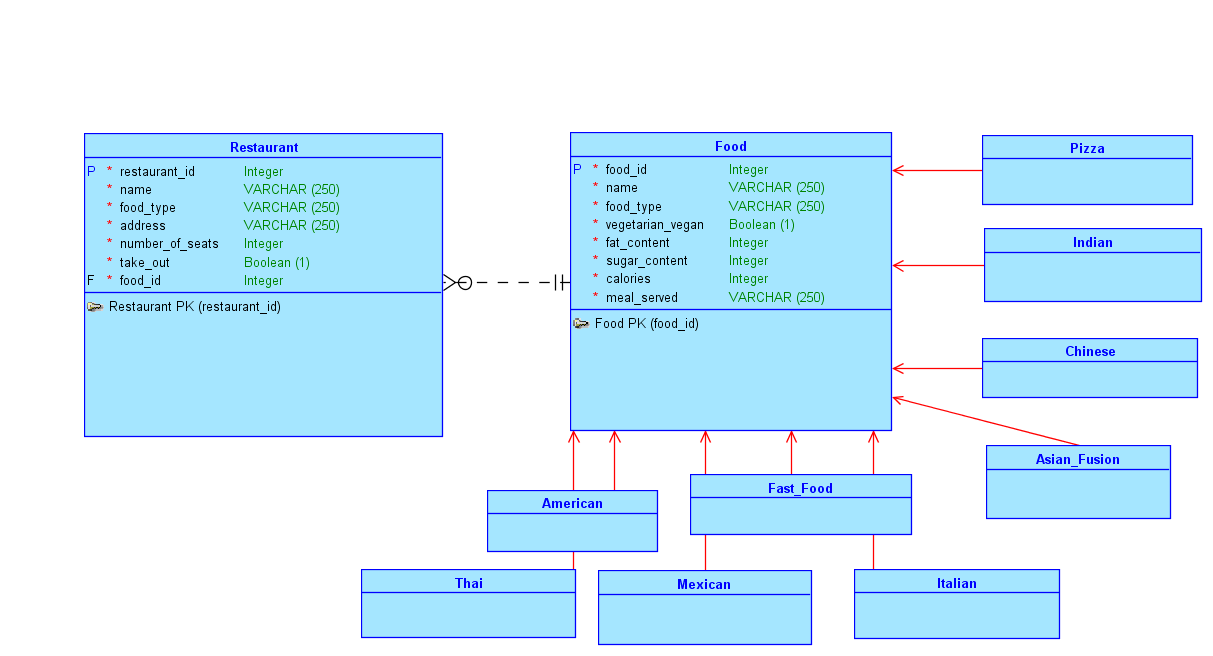 Restaurant
P * restaurant_id Integer
* name VARCHAR (250)
* food_type VARCHAR (250)
* address VARCHAR (250)
* number_of_seats Integer
* take_out Boolean (1)
F * food_id Integer
Restaurant PK (restaurant_id)
Food
P * food_id Integer
* name VARCHAR (250)
* food_type VARCHAR (250)
* vegetarian_vegan Boolean (1)
* fat_content Integer
* sugar_content Integer
* calories Integer
* meal_served VARCHAR (250)
Food PK (food_id)
Pizza
Indian
Chinese
Asian_Fusion
American
Fast_Food
Thai
Mexican
Italian